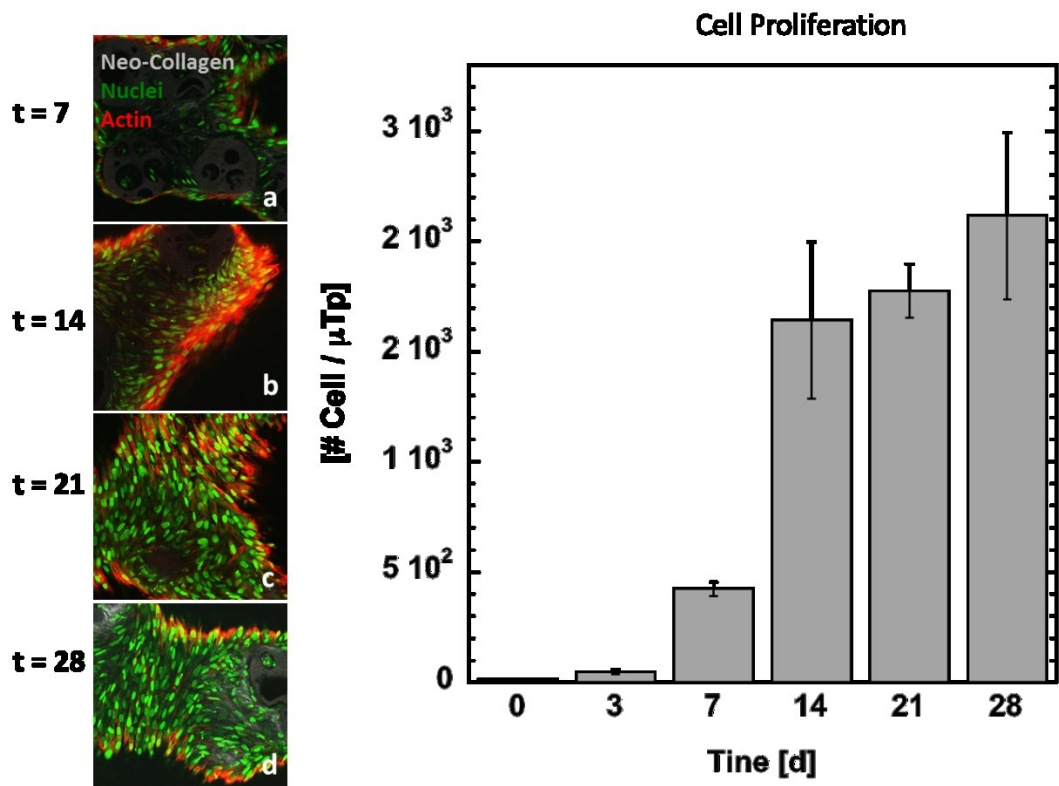 Neo-Collagen
Nuclei
Actin
t = 7
a
t = 14
b
t = 21
c
t = 28
d
Cell Proliferation
[# Cell / μTp]
3 10³
2 10³
2 10³
1 10³
5 10²
0
0 3 7 14 21 28
Tine [d]